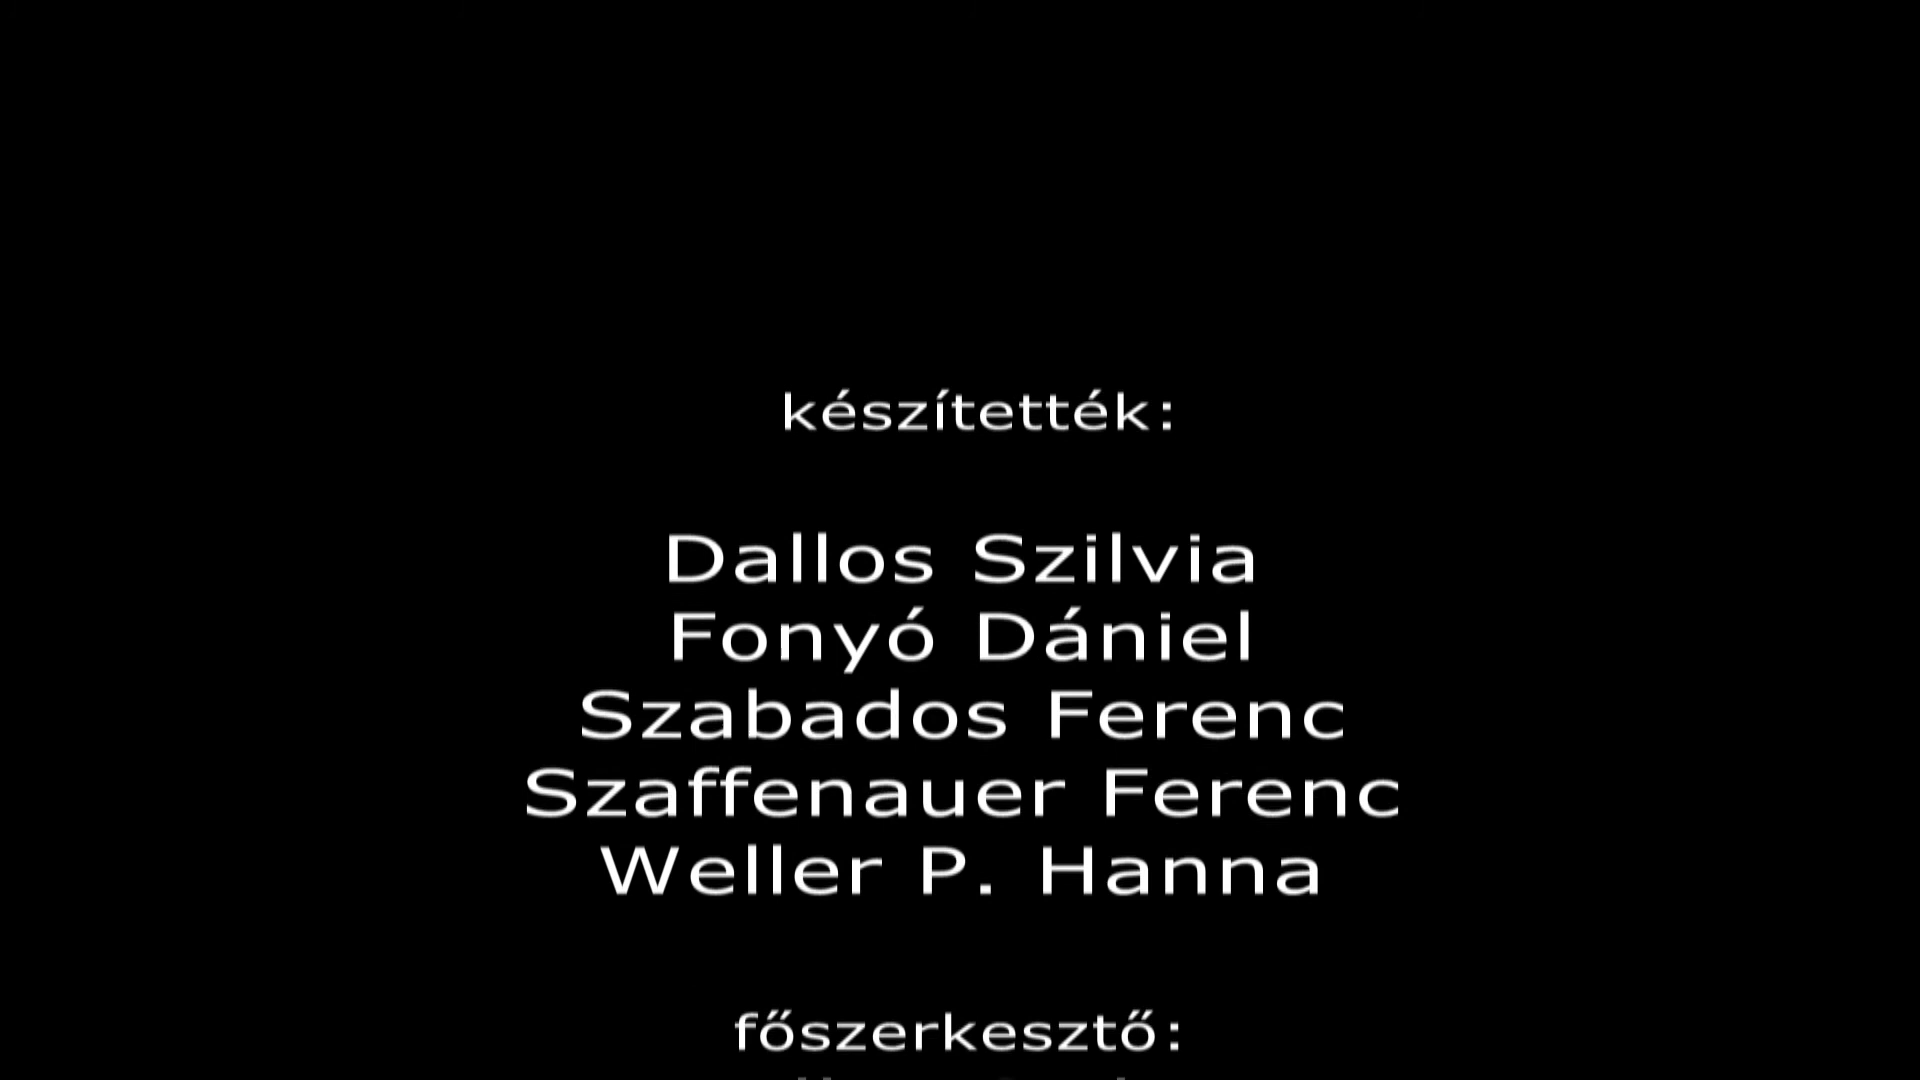 készítették:
Dallos Szilvia
Fonyó Dániel
Szabados Ferenc
Szaffenauer Ferenc
Weller P. Hanna
főszerkesztő: